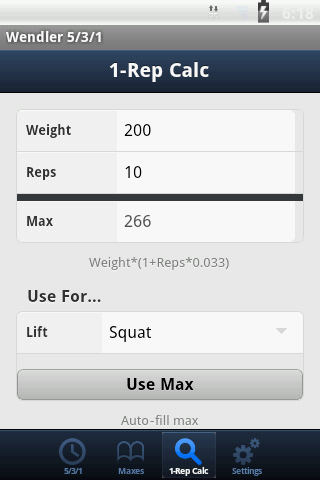 6:18
Wendler 5/3/1
1-Rep Calc
Weight 200
Reps 10
Max 266
Weight*(1+Reps*0.033)
Use For...
Lift Squat
Use Max
Auto-fill max
5/3/1 Maxes 1-Rep Calc Settings